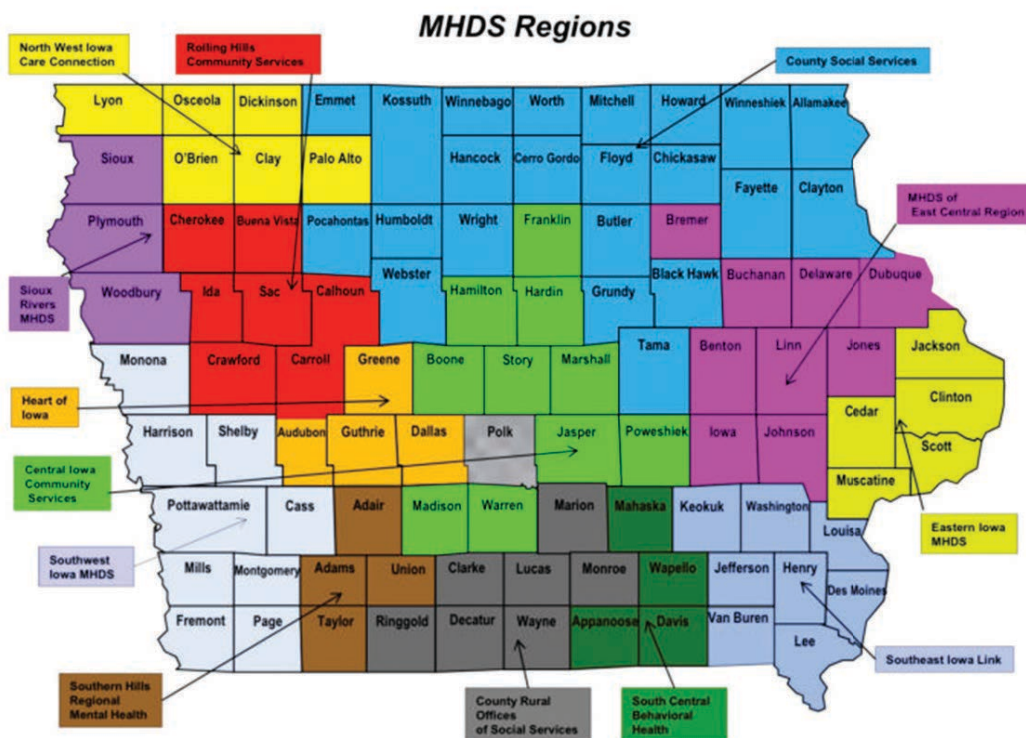 MHDS Regions
North West Iowa
Care Connection
Rolling Hills
Community Services
County Social Services
Lyon Osceola Dickinson Emmet Kossuth Winnebago Worth Mitchell Howard Winneshiek Allamakee
Sioux O'Brien Clay Palo Alto Hancock Cerro Gordo Floyd Chickasaw
Fayette Clayton
MHDS of
East Central Region
Plymouth Cherokee Buena Vista Pocahontas Humboldt Wright Franklin Butler Bremer
Sioux
Rivers
MHDS
Woodbury Ida Sac Calhoun Webster Hamilton Hardin Grundy Black Hawk Buchanan Delaware Dubuque
Monona Crawford Carroll Greene Boone Story Marshall Tama Benton Linn Jones Jackson
Heart of
Iowa
Clinton
Harrison Shelby Audubon Guthrie Dallas Polk Jasper Poweshiek Iowa Johnson Cedar Scott
Central Iowa
Community
Services
Muscatine
Pottawattamie Cass Adair Madison Warren Marion Mahaska Keokuk Washington Louisa
Eastern Iowa
MHDS
Southwest
Iowa MHDS
Mills Montgomery Adams Union Clarke Lucas Monroe Wapello Jefferson Henry Des Moines
Fremont Page Taylor Ringgold Decatur Wayne Appanoose Davis Van Buren Lee
Southeast Iowa Link
Southern Hills
Regional
Mental Health
County Rural
Offices
of Social Services
South Central
Behavioral
Health